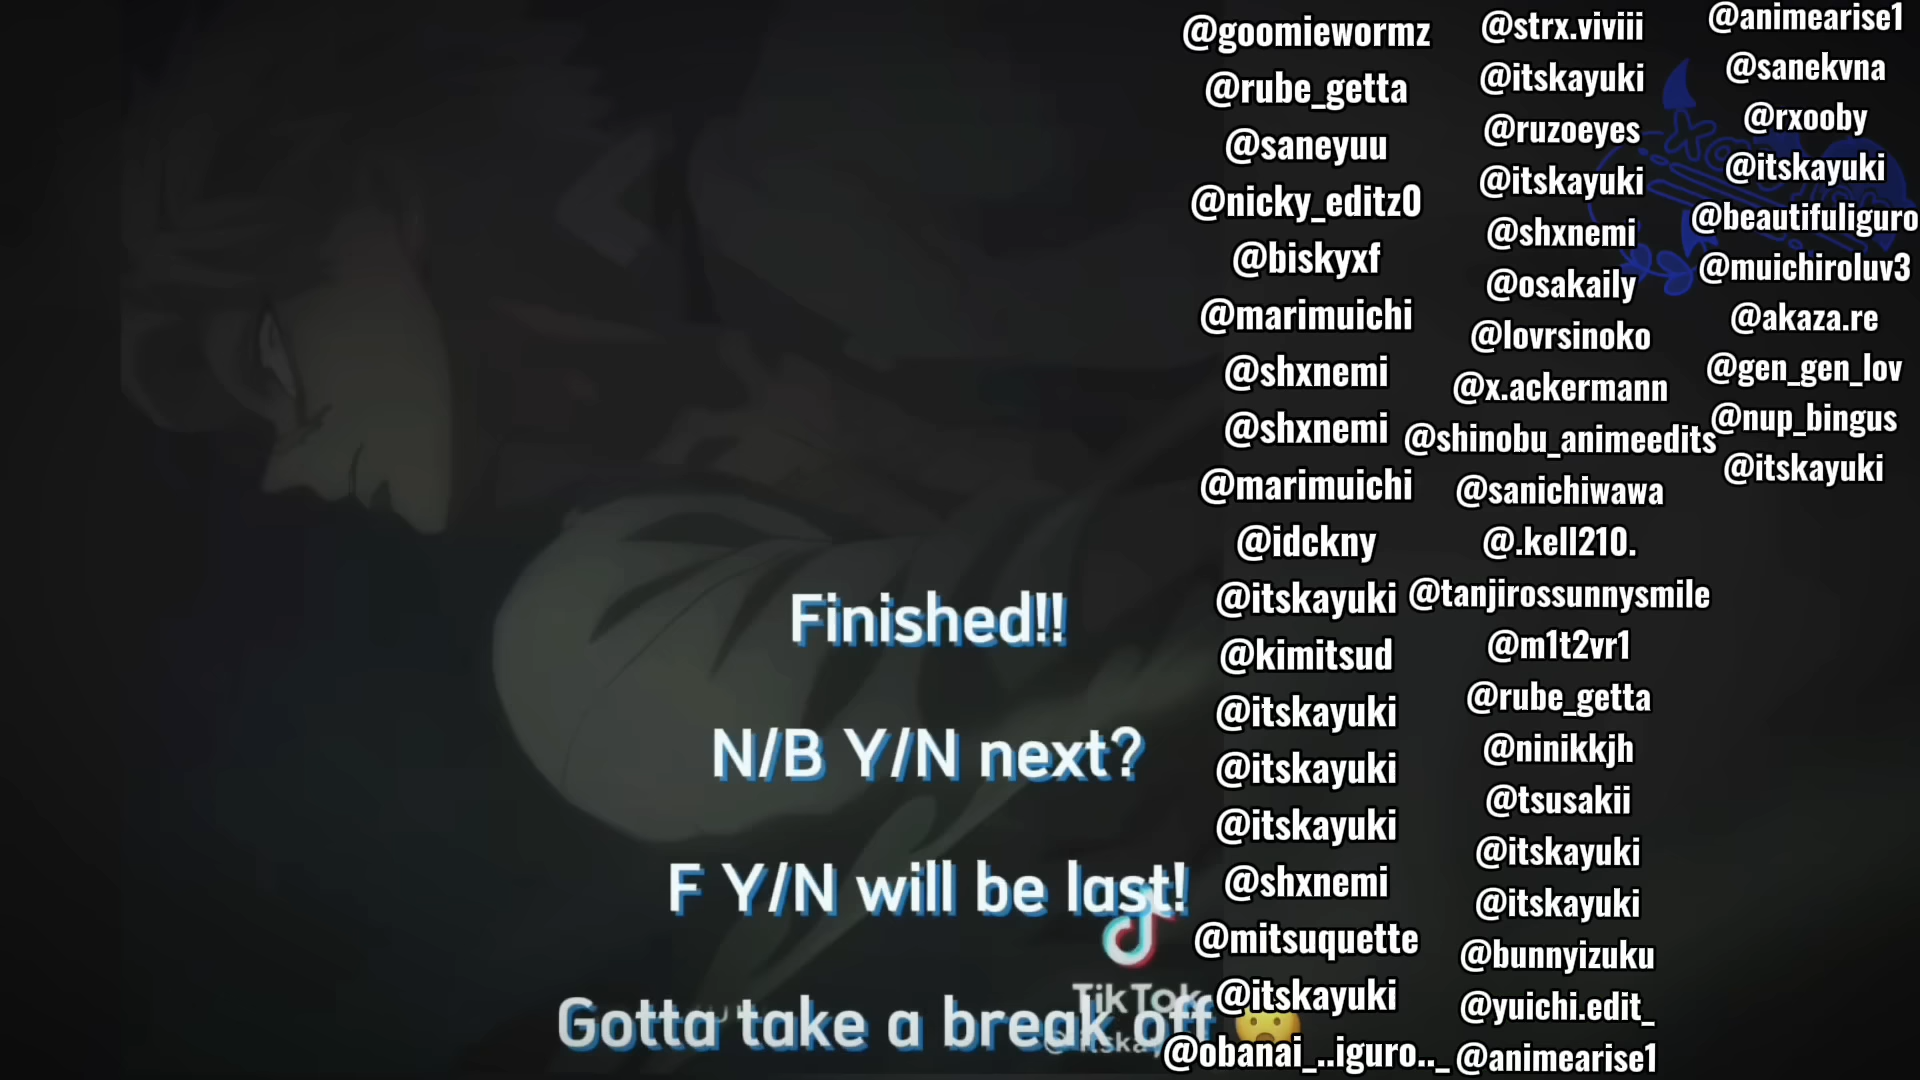 @goomiewormz
@rube_getta
@saneyuu
@nicky_editz0
@biskyxf
@marimuichi
@shxnemi
@shxnemi
@marimuichi
@idckny
@itskayuki
@kimitsud
@itskayuki
@itskayuki
@itskayuki
@shxnemi
@mitsuquette
@itskayuki
@obanai_..iguro.._
@strx.viviii
@itskayuki
@ruzoeyes
@itskayuki
@shxnemi
@osakaily
@lovrsinoko
@x.ackermann
@shinobu_animeedits
@sanichiwawa
@.kell210.
@tanjirossunnysmile
@m1t2vr1
@rube_getta
@ninikkjh
@tsusakii
@itskayuki
@itskayuki
@bunnyizuku
@yuichi.edit_
@animearise1
@animearise1
@sanekvna
@rxooby
@itskayuki
@beautifuliguro
@muichiroluv3
@akaza.re
@gen_gen_lov
@nup_bingus
@itskayuki
Finished!!
N/B Y/N next?
F Y/N will be last!
Gotta take a break off 😯
TikTok